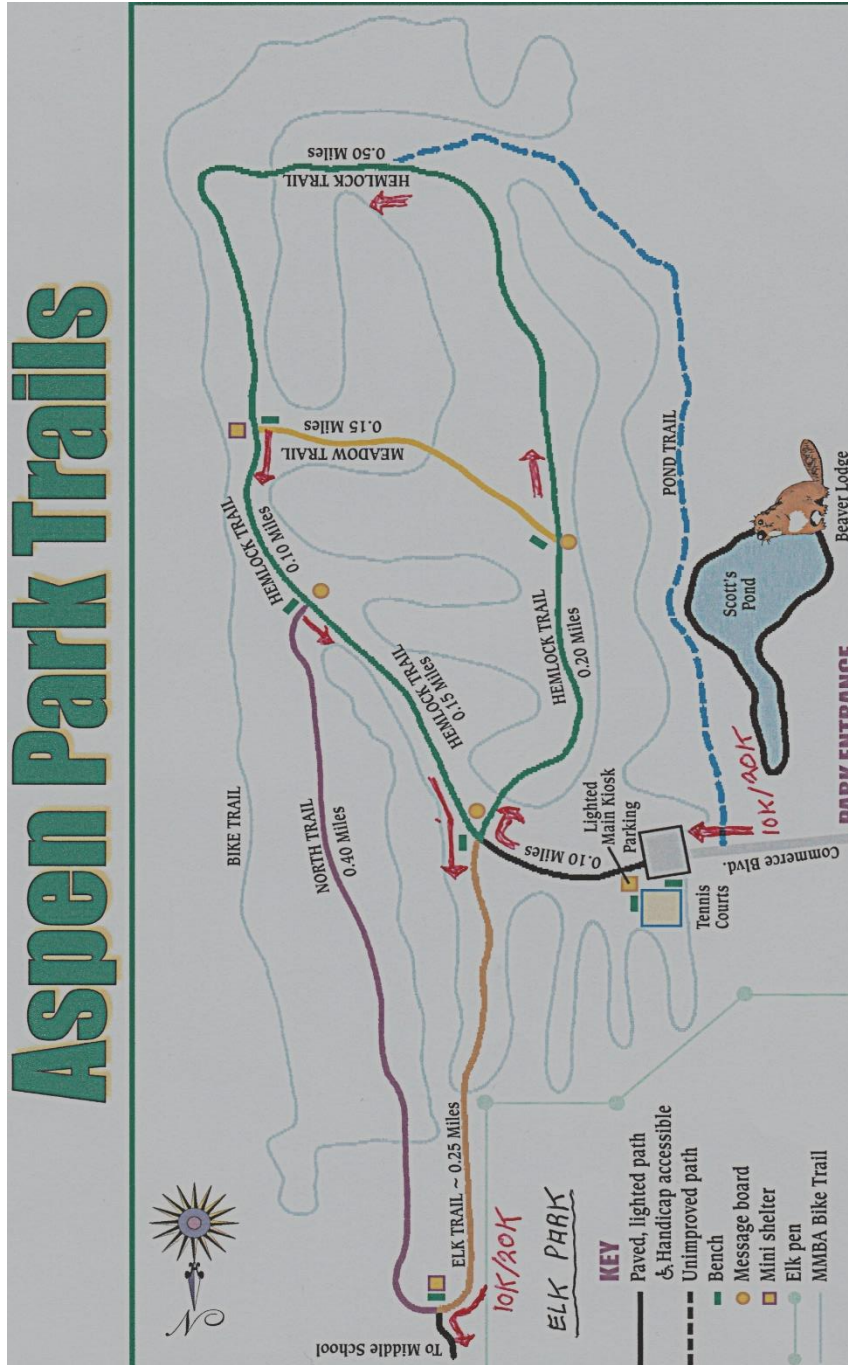 Aspen Park Trails
N
BIKE TRAIL
NORTH TRAIL
0.40 Miles
HEMLOCK TRAIL
0.10 Miles
MEADOW TRAIL
0.15 Miles
HEMLOCK TRAIL
0.50 Miles
HEMLOCK TRAIL
0.15 Miles
HEMLOCK TRAIL
0.20 Miles
To Middle School
ELK TRAIL ~ 0.25 Miles
10K/20K
ELK PARK
0.10 Miles
Lighted
Main Kiosk
Parking
Tennis
Courts
Commerce Blvd.
10K/20K
POND TRAIL
Scott's
Pond
Beaver Lodge
PARK ENTRANCE
KEY
Paved, lighted path
♿ Handicap accessible
Unimproved path
Bench
Message board
Mini shelter
Elk pen
MMBA Bike Trail